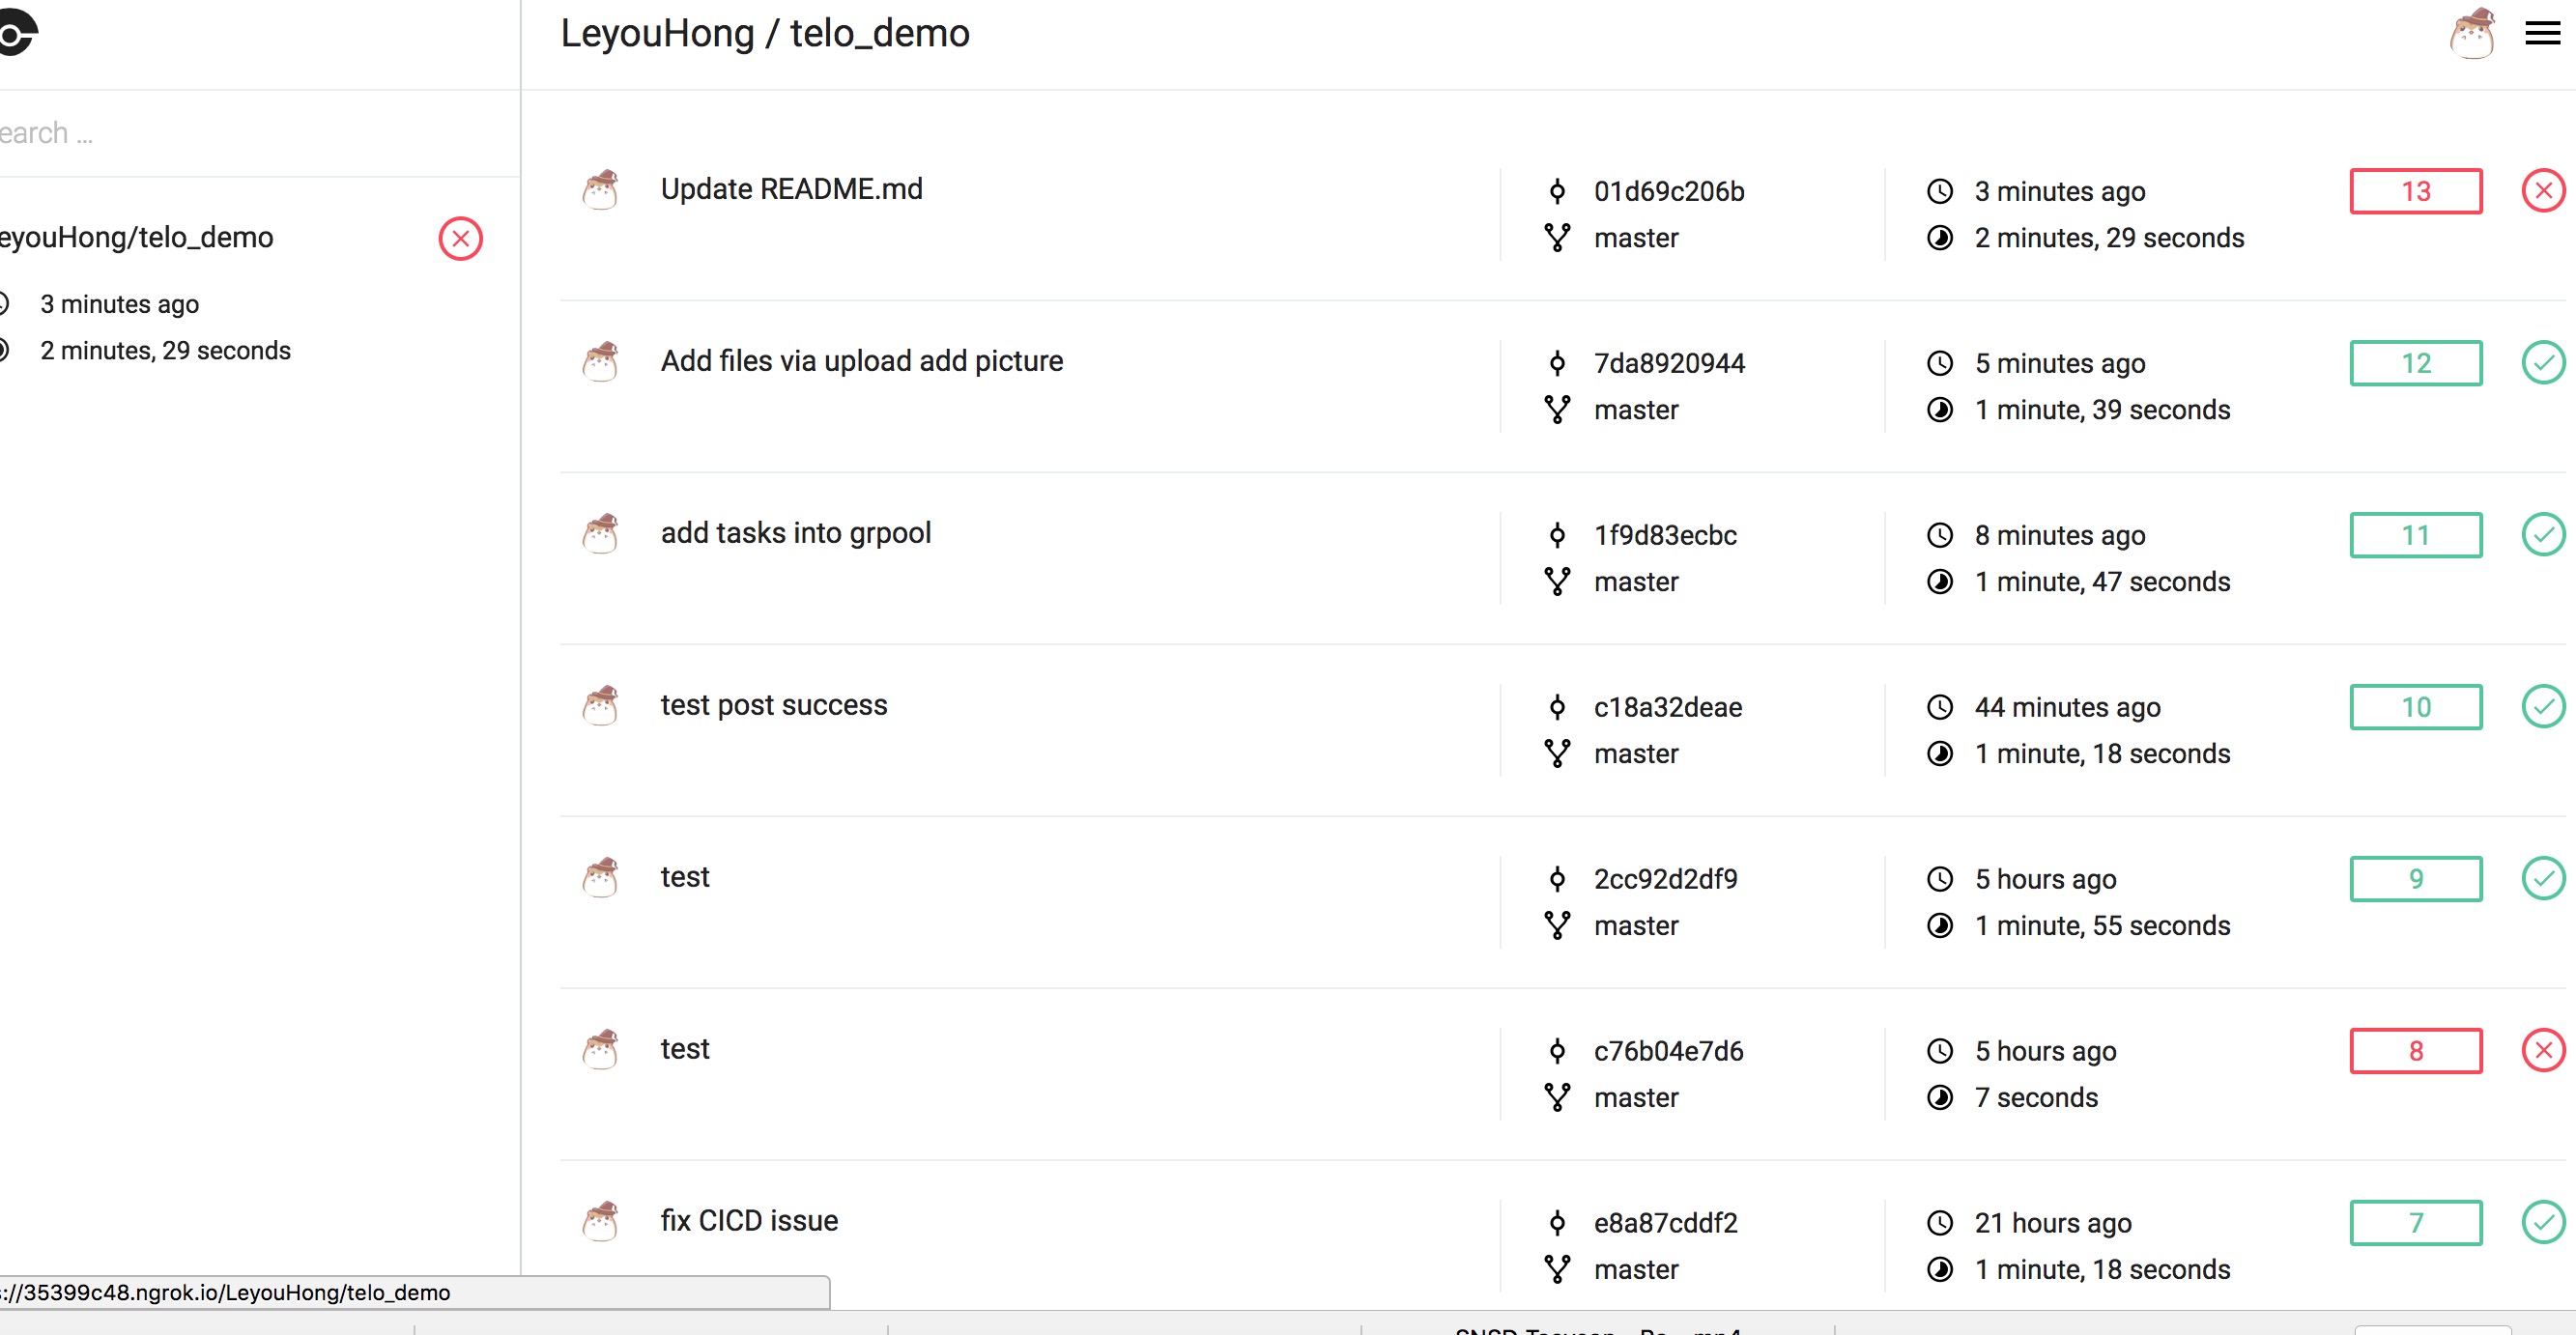 LeyouHong / telo_demo
earch ...
eyouHong/telo_demo
3 minutes ago
2 minutes, 29 seconds
Update README.md
01d69c206b
master
3 minutes ago
2 minutes, 29 seconds
13
Add files via upload add picture
7da8920944
master
5 minutes ago
1 minute, 39 seconds
12
add tasks into grpool
1f9d83ecbc
master
8 minutes ago
1 minute, 47 seconds
11
test post success
c18a32deae
master
44 minutes ago
1 minute, 18 seconds
10
test
2cc92d2df9
master
5 hours ago
1 minute, 55 seconds
9
test
c76b04e7d6
master
5 hours ago
7 seconds
8
fix CICD issue
e8a87cddf2
master
21 hours ago
1 minute, 18 seconds
7
://35399c48.ngrok.io/LeyouHong/telo_demo